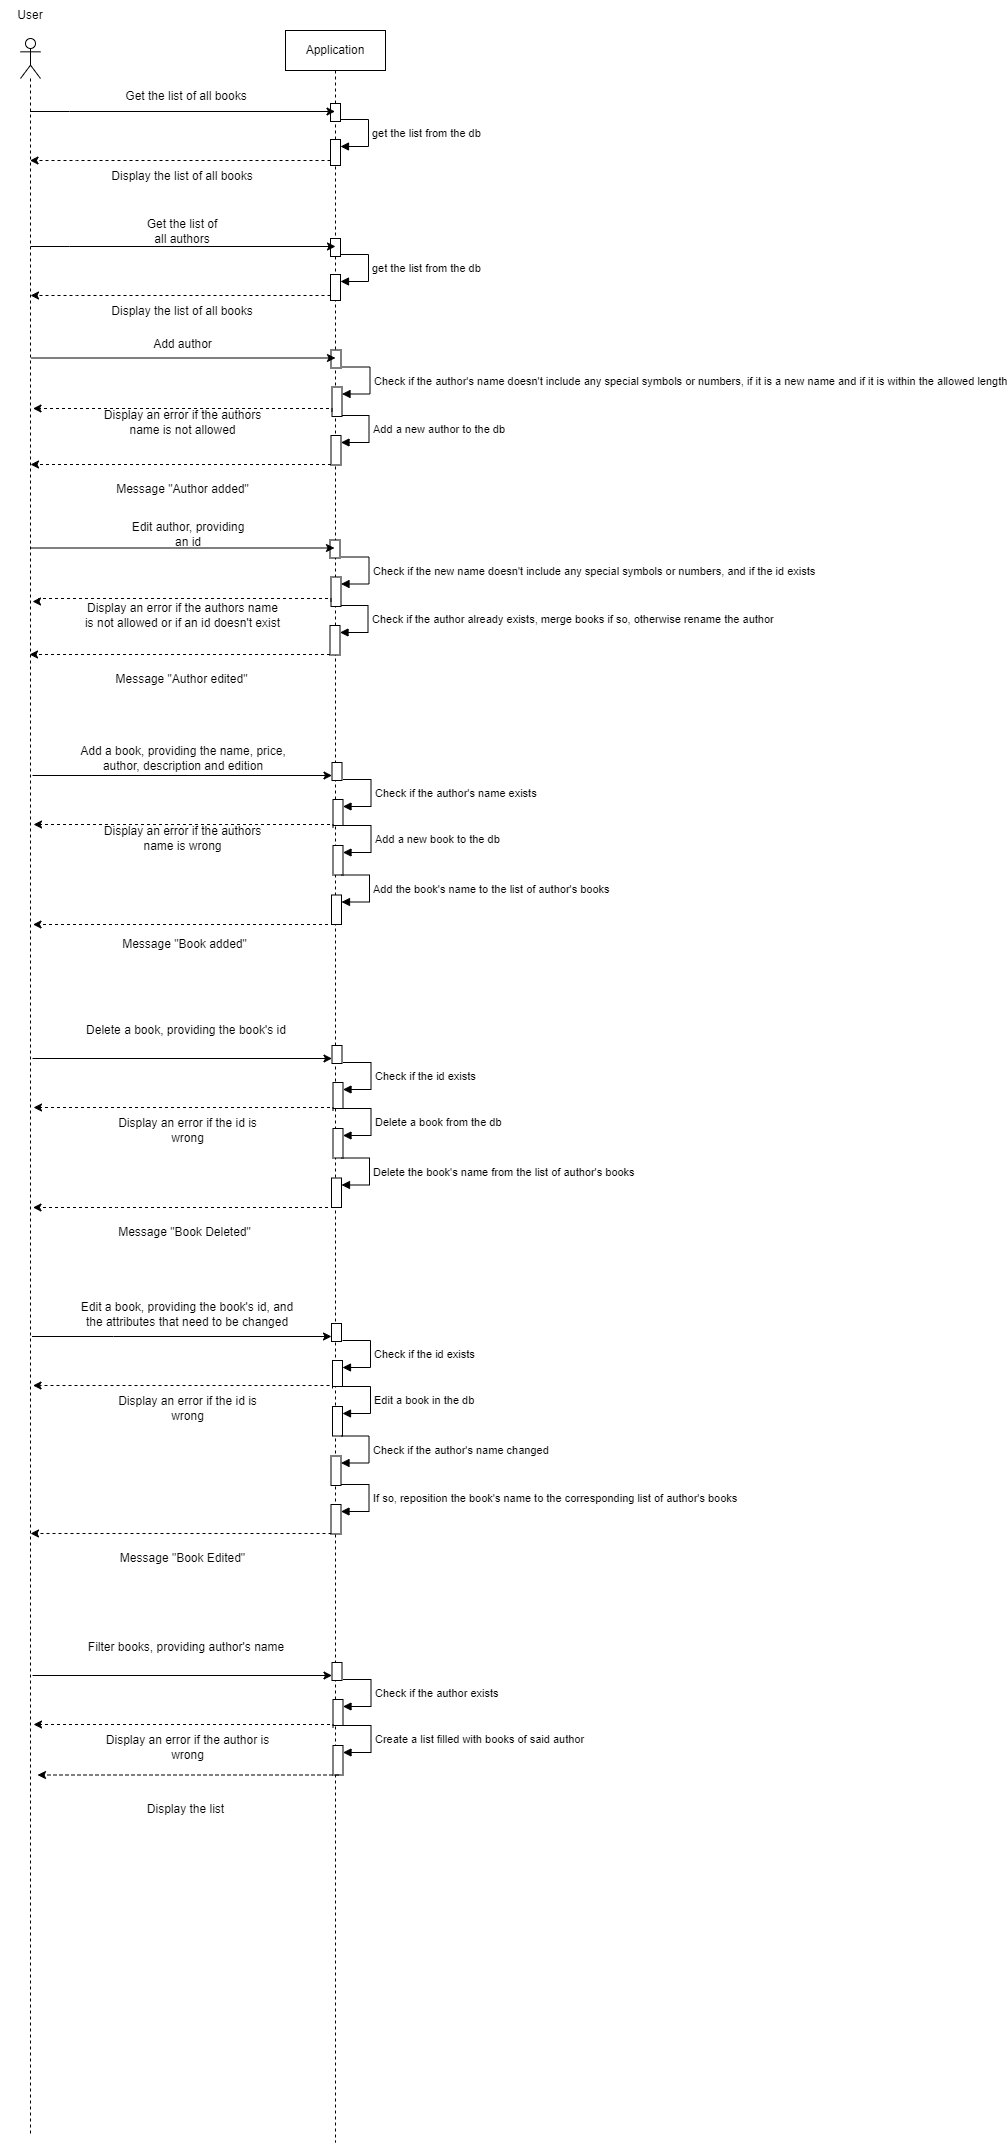 User
Application
Get the list of all books
get the list from the db
Display the list of all books
Get the list of
all authors
get the list from the db
Display the list of all books
Add author
Check if the author's name doesn't include any special symbols or numbers, if it is a new name and if it is within the allowed length
Display an error if the authors
name is not allowed
Add a new author to the db
Message "Author added"
Edit author, providing
an id
Check if the new name doesn't include any special symbols or numbers, and if the id exists
Display an error if the authors name
is not allowed or if an id doesn't exist
Check if the author already exists, merge books if so, otherwise rename the author
Message "Author edited"
Add a book, providing the name, price,
author, description and edition
Check if the author's name exists
Display an error if the authors
name is wrong
Add a new book to the db
Add the book's name to the list of author's books
Message "Book added"
Delete a book, providing the book's id
Check if the id exists
Display an error if the id is
wrong
Delete a book from the db
Delete the book's name from the list of author's books
Message "Book Deleted"
Edit a book, providing the book's id, and
the attributes that need to be changed
Check if the id exists
Display an error if the id is
wrong
Edit a book in the db
Check if the author's name changed
If so, reposition the book's name to the corresponding list of author's books
Message "Book Edited"
Filter books, providing author's name
Check if the author exists
Display an error if the author is
wrong
Create a list filled with books of said author
Display the list